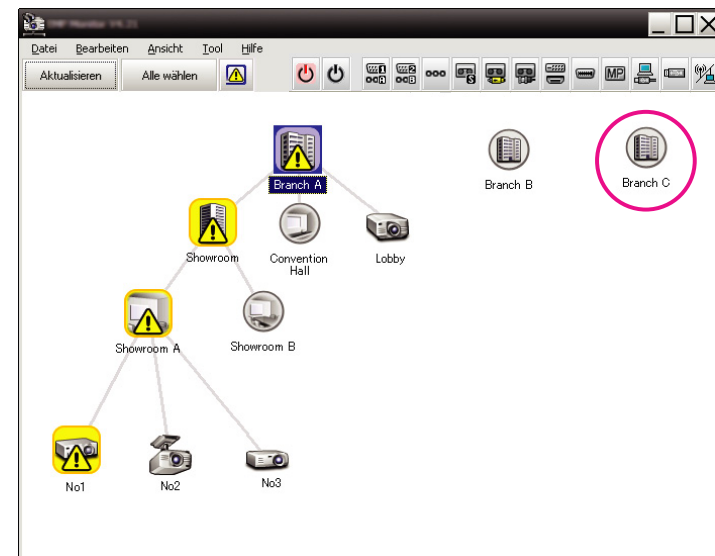 Datei Bearbeiten Ansicht Tool Hilfe
Aktualisieren Alle wählen
MP
Branch A
Branch B
Branch C
Showroom
Convention
Hall
Lobby
Showroom A
Showroom B
No1
No2
No3